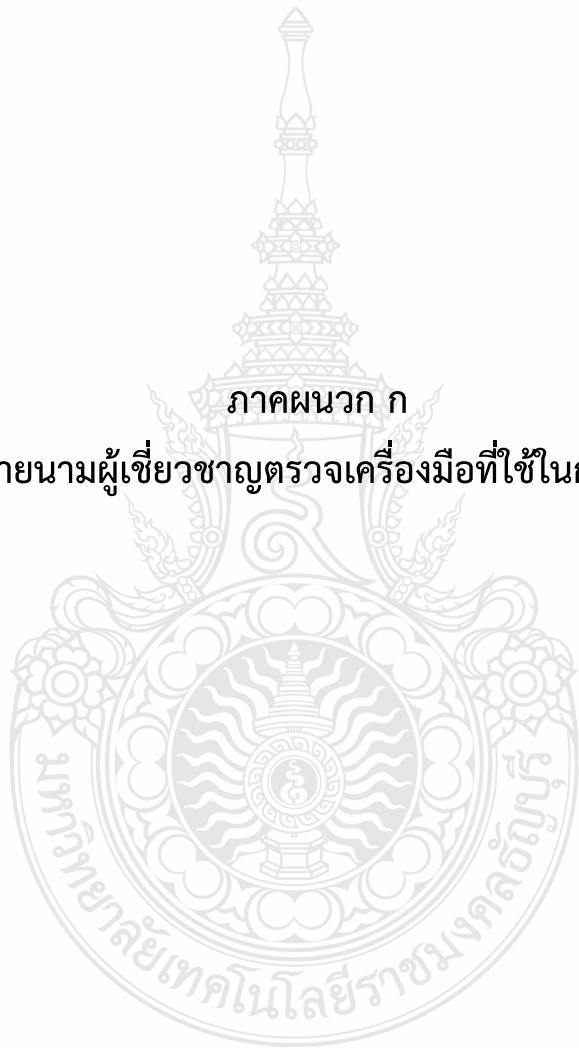 ภาคผนวก ก
ายนามผู้เชี่ยวชาญตรวจเครื่องมือที่ใช้ใน
มหาวิทยาลัยเทคโนโลยีราชมงคลธัญบุรี